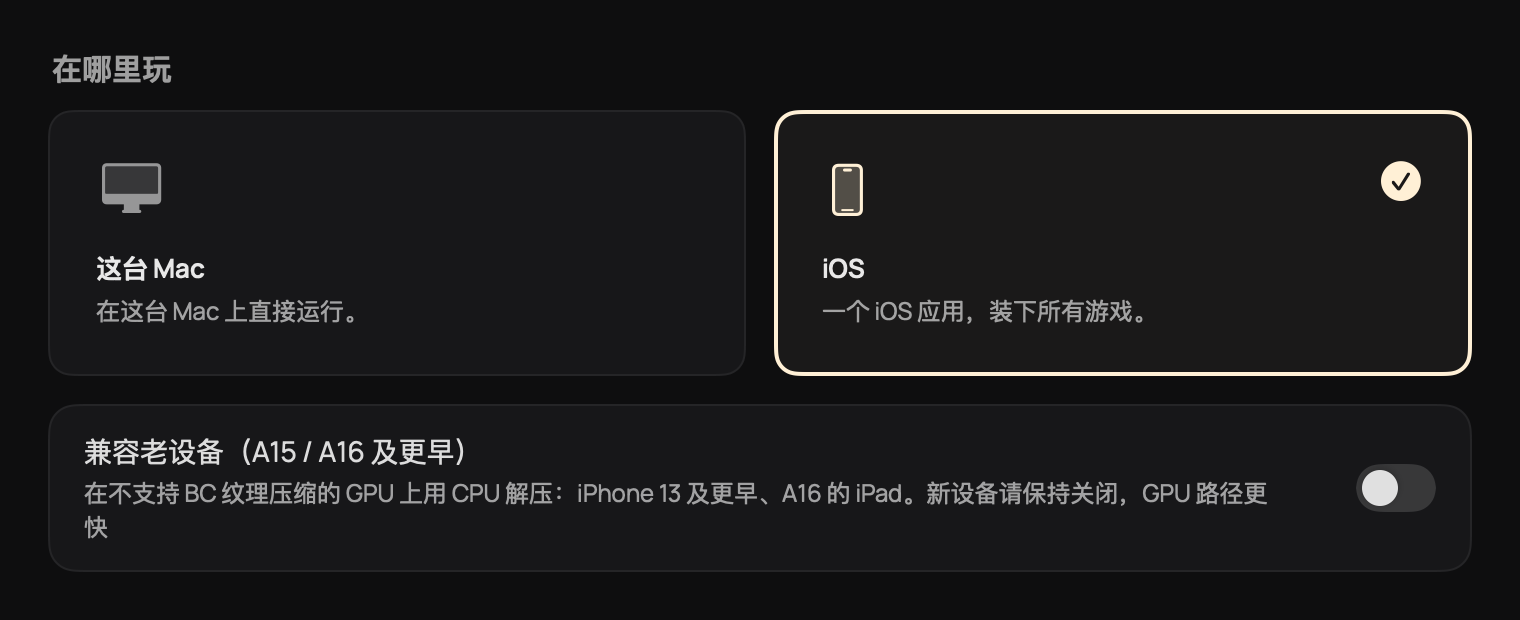 在哪里玩
这台 Mac
在这台 Mac 上直接运行。
iOS
一个 iOS 应用，装下所有游戏。
兼容老设备（A15 / A16 及更早）
在不支持 BC 纹理压缩的 GPU 上用 CPU 解压：iPhone 13 及更早、A16 的 iPad。新设备请保持关闭，GPU 路径更
快